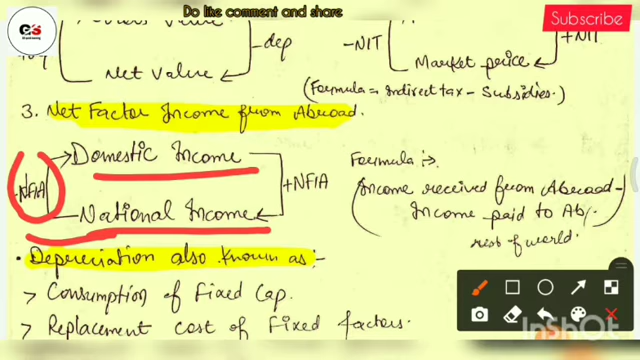 Do like comment and share
Subscribe
GS
-dep
Net Value
-NIT
+NIT
Market price
(Formula = Indirect tax - Subsidies)
3. Net Factor Income from Abroad.
Domestic Income
-NFIA
+NFIA
National Income
Formula :-
(Income received from Abroad -
Income paid to Ab/
rest of world)
• Depreciation also known as :-
> Consumption of Fixed Cap.
> Replacement cost of Fixed factors.
InShOt